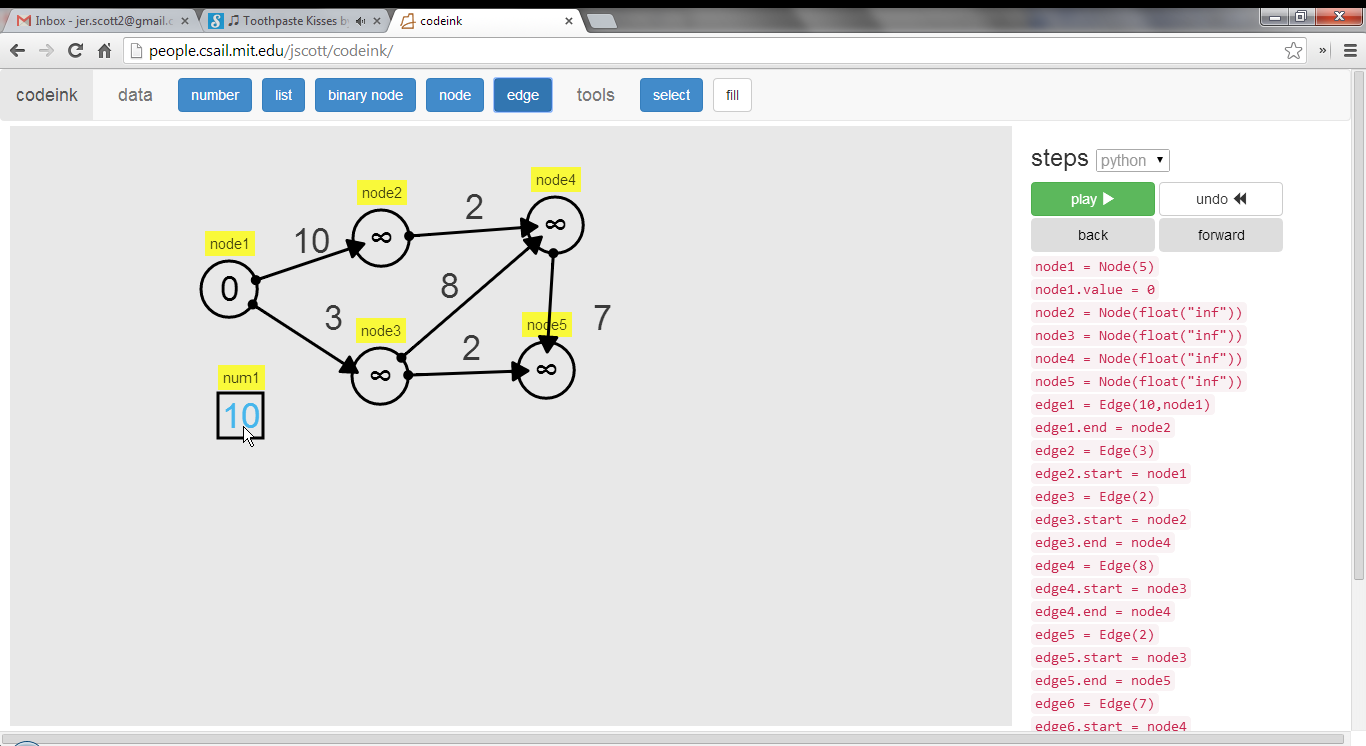 Inbox - jer.scott2@gmail.c
Toothpaste Kisses b
codeink
people.csail.mit.edu/jscott/codeink/
codeink data number list binary node node edge tools select fill
node4
node2
2
∞
node1
10
∞
0
8
3
node3
node5
7
2
∞
∞
num1
10
steps python
play undo
back forward
node1 = Node(5)
node1.value = 0
node2 = Node(float("inf"))
node3 = Node(float("inf"))
node4 = Node(float("inf"))
node5 = Node(float("inf"))
edge1 = Edge(10,node1)
edge1.end = node2
edge2 = Edge(3)
edge2.start = node1
edge3 = Edge(2)
edge3.start = node2
edge3.end = node4
edge4 = Edge(8)
edge4.start = node3
edge4.end = node4
edge5 = Edge(2)
edge5.start = node3
edge5.end = node5
edge6 = Edge(7)
edge6.start = node4